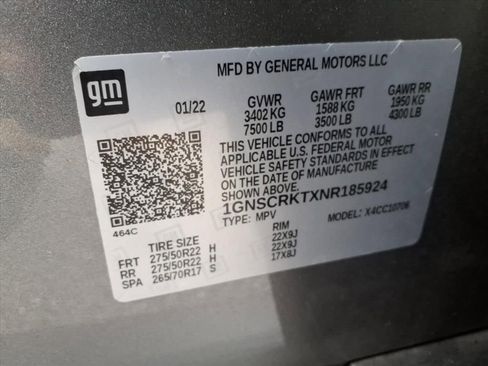 MFD BY GENERAL MOTORS LLC
gm
01/22
GVWR GAWR FRT GAWR RR
3402 KG 1588 KG 1950 KG
7500 LB 3500 LB 4300 LB
THIS VEHICLE CONFORMS TO ALL
APPLICABLE U.S. FEDERAL MOTOR
VEHICLE SAFETY STANDARDS IN EFFECT
ON THE DATE OF MANUFACTURE
SHOWN ABOVE.
1GNSCRKTXNR185924
TYPE: MPV MODEL: X4CC10706
464C
TIRE SIZE RIM
FRT 275/50R22 H 22X9J
RR 275/50R22 H 22X9J
SPA 265/70R17 S 17X8J